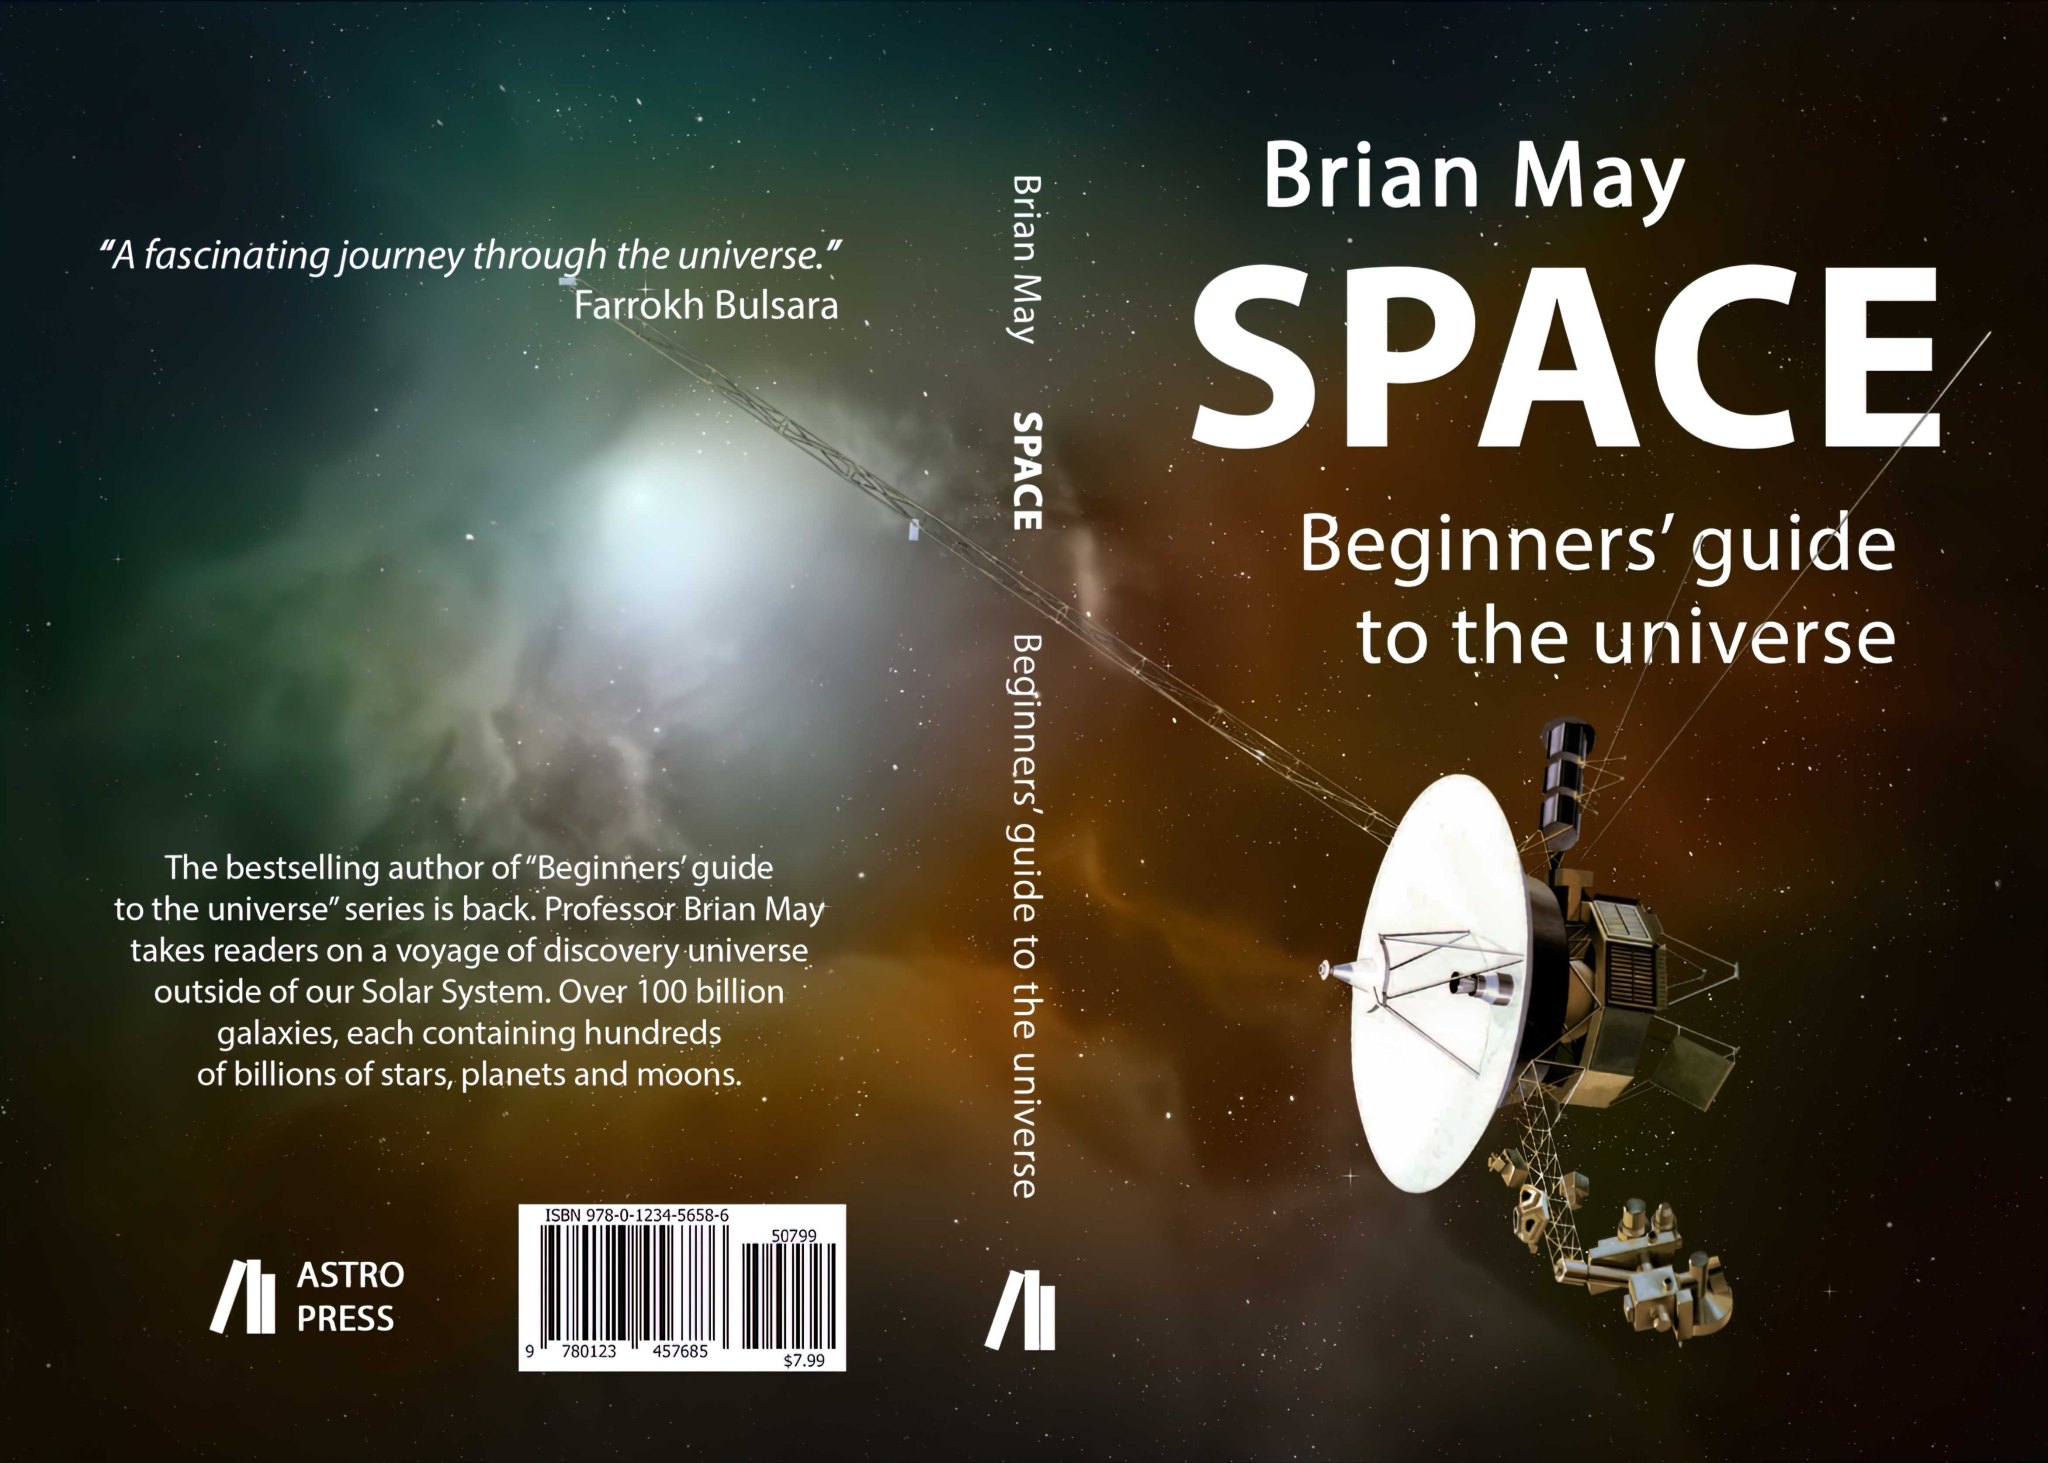 “A fascinating journey through the universe.”
Farrokh Bulsara
The bestselling author of “Beginners’ guide
to the universe” series is back. Professor Brian May
takes readers on a voyage of discovery universe
outside of our Solar System. Over 100 billion
galaxies, each containing hundreds
of billions of stars, planets and moons.
ASTRO
PRESS
ISBN 978-0-1234-5658-6
50799
9 780123 457685
$7.99
Brian May SPACE Beginners’ guide to the universe
Brian May
SPACE
Beginners’ guide
to the universe